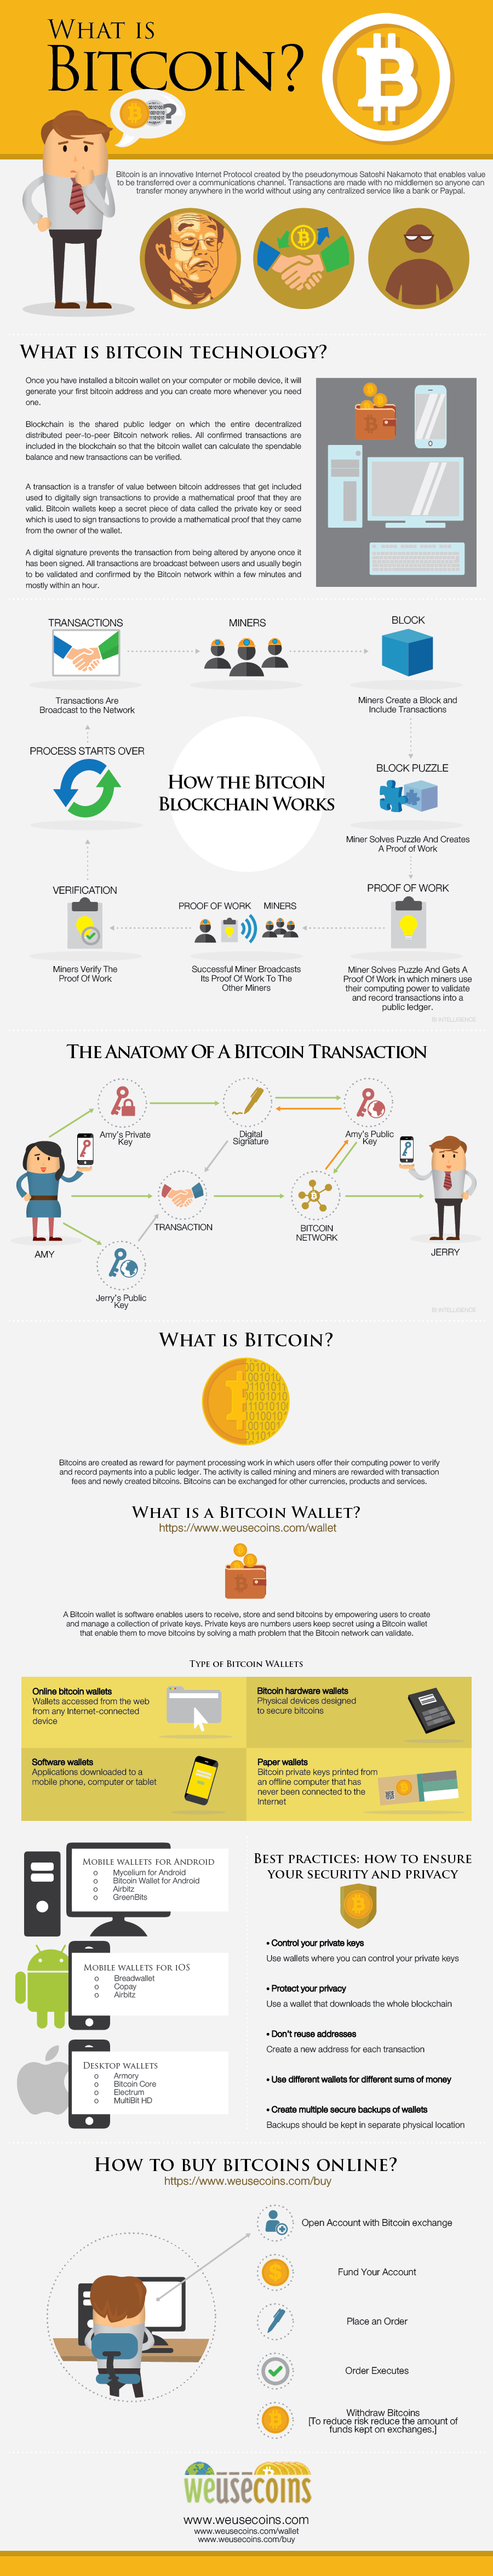 WHAT IS
BITCOIN?
?
Bitcoin is an innovative Internet Protocol created by the pseudonymous Satoshi Nakamoto that enables value
to be transferred over a communications channel. Transactions are made with no middlemen so anyone can
transfer money anywhere in the world without using any centralized service like a bank or Paypal.
WHAT IS BITCOIN TECHNOLOGY?
Once you have installed a bitcoin wallet on your computer or mobile device, it will
generate your first bitcoin address and you can create more whenever you need
one.
Blockchain is the shared public ledger on which the entire decentralized
distributed peer-to-peer Bitcoin network relies. All confirmed transactions are
included in the blockchain so that the bitcoin wallet can calculate the spendable
balance and new transactions can be verified.
A transaction is a transfer of value between bitcoin addresses that get included
used to digitally sign transactions to provide a mathematical proof that they are
valid. Bitcoin wallets keep a secret piece of data called the private key or seed
which is used to sign transactions to provide a mathematical proof that they came
from the owner of the wallet.
A digital signature prevents the transaction from being altered by anyone once it
has been signed. All transactions are broadcast between users and usually begin
to be validated and confirmed by the Bitcoin network within a few minutes and
mostly within an hour.
TRANSACTIONS
MINERS
BLOCK
Transactions Are
Broadcast to the Network
Miners Create a Block and
Include Transactions
PROCESS STARTS OVER
HOW THE BITCOIN
BLOCKCHAIN WORKS
BLOCK PUZZLE
Miner Solves Puzzle And Creates
A Proof of Work
VERIFICATION
PROOF OF WORK
MINERS
PROOF OF WORK
Miners Verify The
Proof Of Work
Successful Miner Broadcasts
Its Proof Of Work To The
Other Miners
Miner Solves Puzzle And Gets A
Proof Of Work in which miners use
their computing power to validate
and record transactions into a
public ledger.
BI INTELLIGENCE
THE ANATOMY OF A BITCOIN TRANSACTION
Amy's Private
Key
Digital
Signature
Amy's Public
Key
TRANSACTION
BITCOIN
NETWORK
AMY
JERRY
Jerry's Public
Key
BI INTELLIGENCE
WHAT IS BITCOIN?
Bitcoins are created as reward for payment processing work in which users offer their computing power to verify
and record payments into a public ledger. The activity is called mining and miners are rewarded with transaction
fees and newly created bitcoins. Bitcoins can be exchanged for other currencies, products and services.
WHAT IS A BITCOIN WALLET?
https://www.weusecoins.com/wallet
A Bitcoin wallet is software enables users to receive, store and send bitcoins by empowering users to create
and manage a collection of private keys. Private keys are numbers users keep secret using a Bitcoin wallet
that enable them to move bitcoins by solving a math problem that the Bitcoin network can validate.
TYPE OF BITCOIN WALLETS
Online bitcoin wallets
Wallets accessed from the web
from any Internet-connected
device
Bitcoin hardware wallets
Physical devices designed
to secure bitcoins
Software wallets
Applications downloaded to a
mobile phone, computer or tablet
Paper wallets
Bitcoin private keys printed from
an offline computer that has
never been connected to the
Internet
MOBILE WALLETS FOR ANDROID
o Mycelium for Android
o Bitcoin Wallet for Android
o Airbitz
o GreenBits
MOBILE WALLETS FOR IOS
o Breadwallet
o Copay
o Airbitz
DESKTOP WALLETS
o Armory
o Bitcoin Core
o Electrum
o MultiBit HD
BEST PRACTICES: HOW TO ENSURE
YOUR SECURITY AND PRIVACY
• Control your private keys
Use wallets where you can control your private keys
• Protect your privacy
Use a wallet that downloads the whole blockchain
• Don't reuse addresses
Create a new address for each transaction
• Use different wallets for different sums of money
• Create multiple secure backups of wallets
Backups should be kept in separate physical location
HOW TO BUY BITCOINS ONLINE?
https://www.weusecoins.com/buy
Open Account with Bitcoin exchange
Fund Your Account
Place an Order
Order Executes
Withdraw Bitcoins
[To reduce risk reduce the amount of
funds kept on exchanges.]
weusecoins
www.weusecoins.com
www.weusecoins.com/wallet
www.weusecoins.com/buy